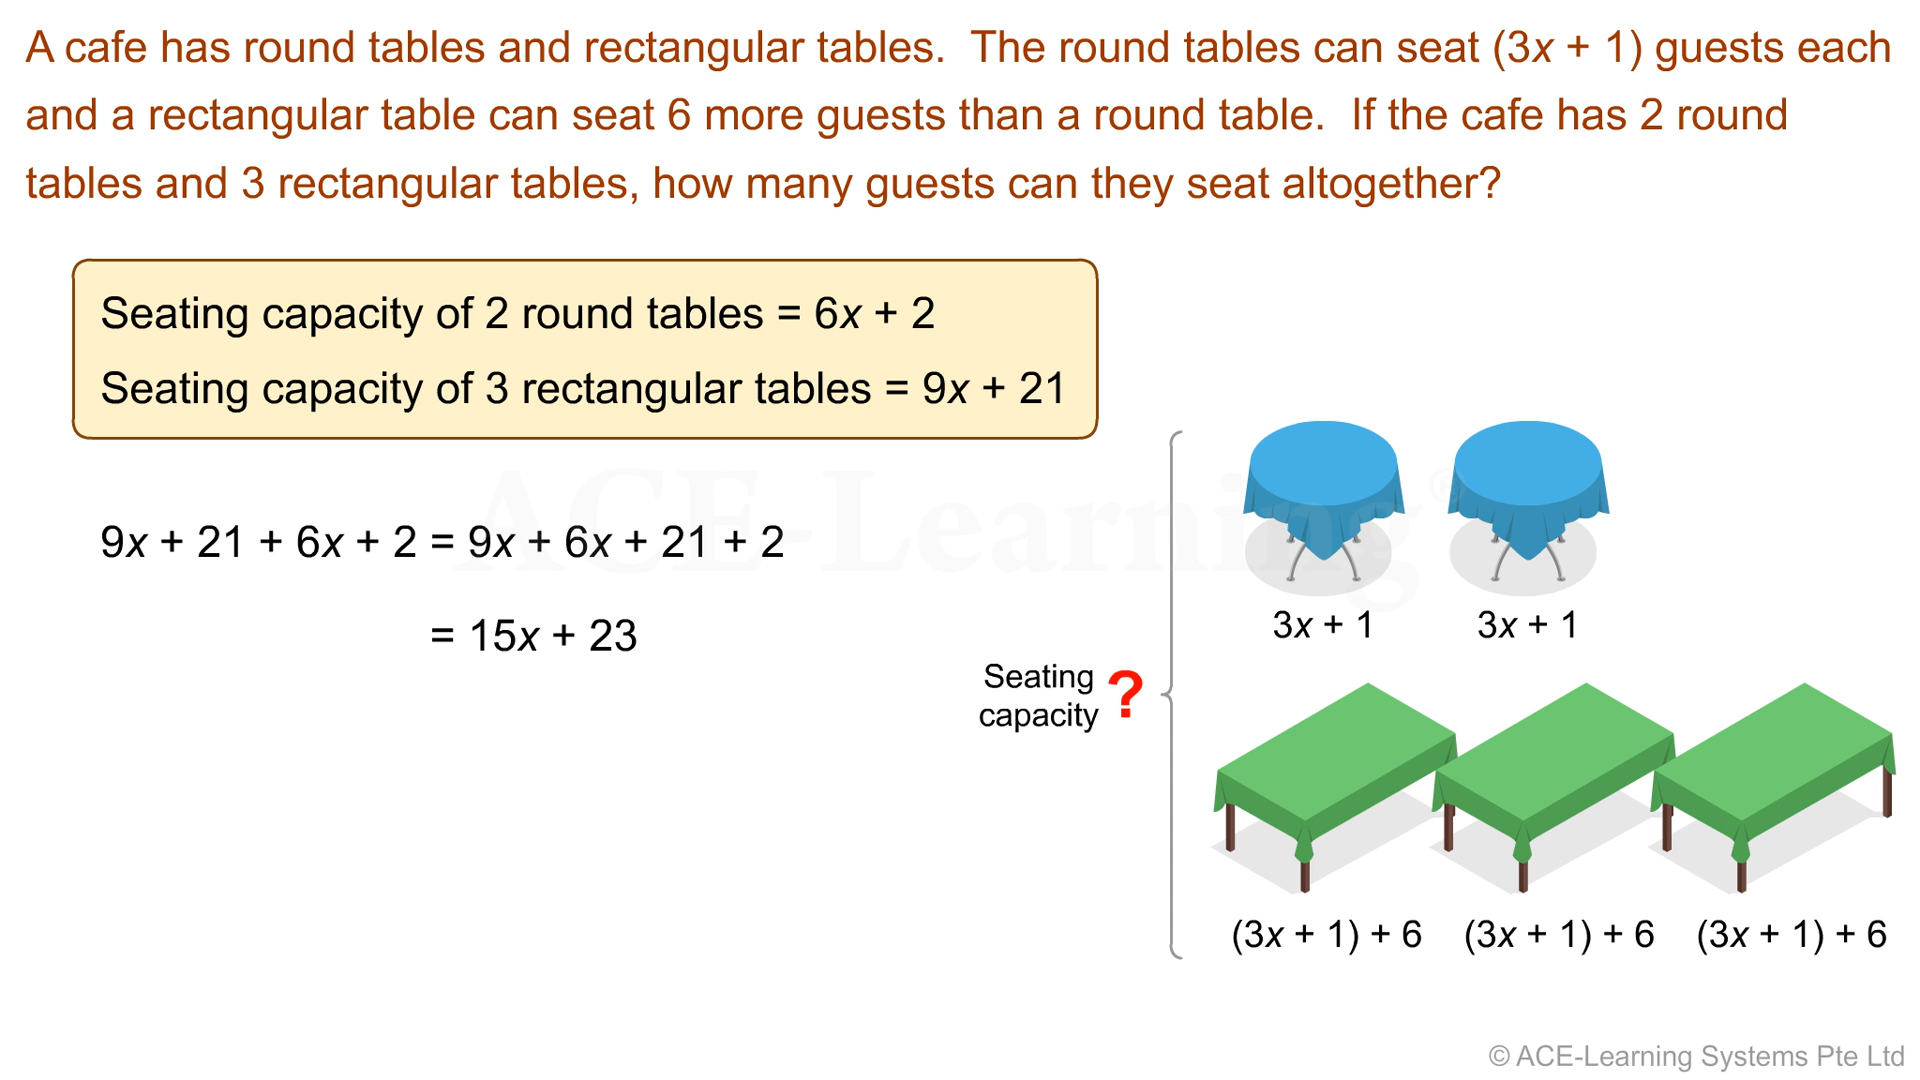 A cafe has round tables and rectangular tables.  The round tables can seat (3x + 1) guests each
and a rectangular table can seat 6 more guests than a round table.  If the cafe has 2 round
tables and 3 rectangular tables, how many guests can they seat altogether?
Seating capacity of 2 round tables = 6x + 2
Seating capacity of 3 rectangular tables = 9x + 21
9x + 21 + 6x + 2 = 9x + 6x + 21 + 2
= 15x + 23
ACE-Learning®
3x + 1 3x + 1
Seating
capacity ?
(3x + 1) + 6 (3x + 1) + 6 (3x + 1) + 6
© ACE-Learning Systems Pte Ltd